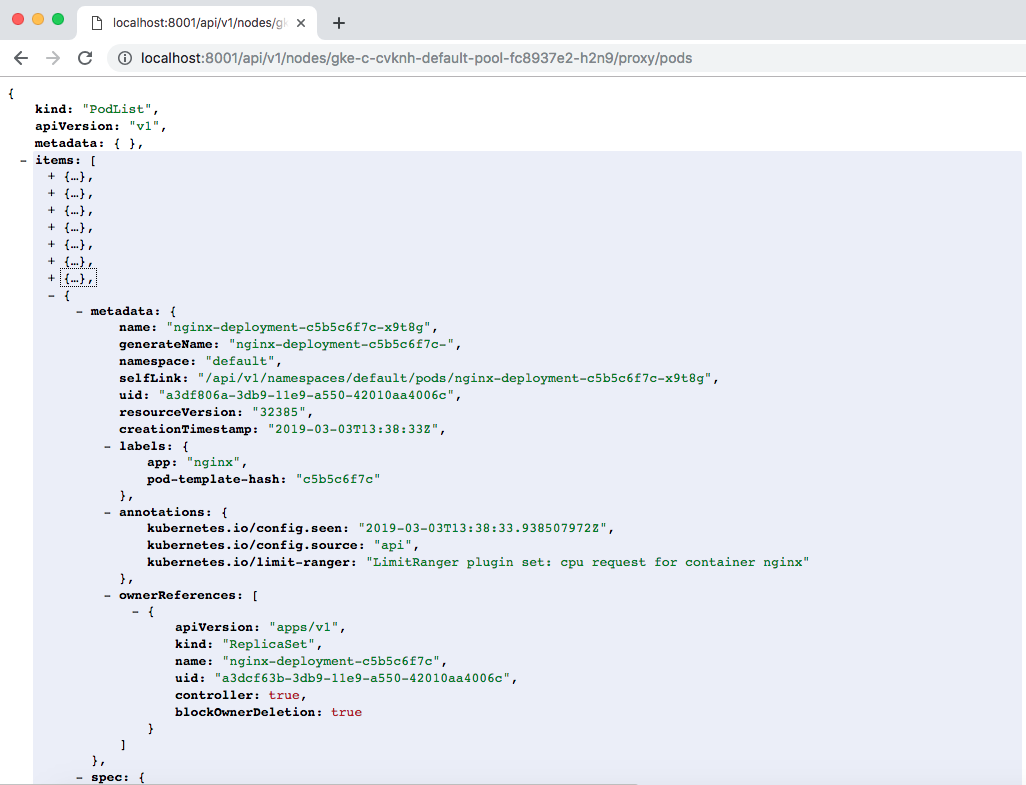 localhost:8001/api/v1/nodes/gk
localhost:8001/api/v1/nodes/gke-c-cvknh-default-pool-fc8937e2-h2n9/proxy/pods
{
kind: "PodList",
apiVersion: "v1",
metadata: { },
- items: [
+ {…},
+ {…},
+ {…},
+ {…},
+ {…},
+ {…},
+ {…},
- {
- metadata: {
name: "nginx-deployment-c5b5c6f7c-x9t8g",
generateName: "nginx-deployment-c5b5c6f7c-",
namespace: "default",
selfLink: "/api/v1/namespaces/default/pods/nginx-deployment-c5b5c6f7c-x9t8g",
uid: "a3df806a-3db9-11e9-a550-42010aa4006c",
resourceVersion: "32385",
creationTimestamp: "2019-03-03T13:38:33Z",
- labels: {
app: "nginx",
pod-template-hash: "c5b5c6f7c"
},
- annotations: {
kubernetes.io/config.seen: "2019-03-03T13:38:33.938507972Z",
kubernetes.io/config.source: "api",
kubernetes.io/limit-ranger: "LimitRanger plugin set: cpu request for container nginx"
},
- ownerReferences: [
- {
apiVersion: "apps/v1",
kind: "ReplicaSet",
name: "nginx-deployment-c5b5c6f7c",
uid: "a3dcf63b-3db9-11e9-a550-42010aa4006c",
controller: true,
blockOwnerDeletion: true
}
]
},
- spec: {